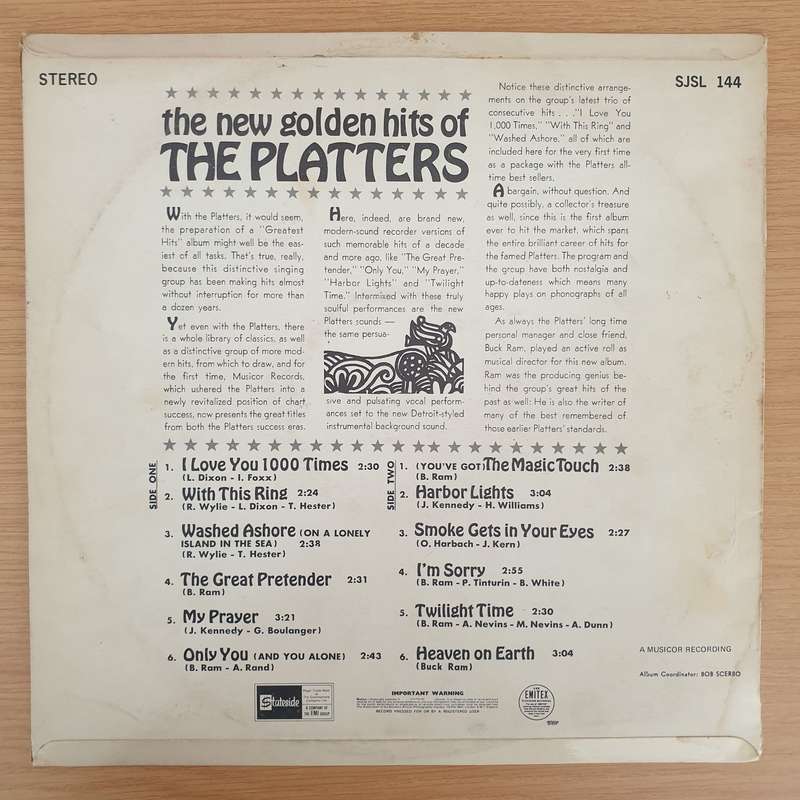 STEREO
SJSL 144
the new golden hits of
THE PLATTERS
With the Platters, it would seem,
the preparation of a "Greatest
Hits" album might well be the eas-
iest of all tasks. That's true, really,
because this distinctive singing
group has been making hits almost
without interruption for more than
a dozen years.
Yet even with the Platters, there
is a whole library of classics, as well
as a distinctive group of more mod-
ern hits, from which to draw, and for
the first time, Musicor Records,
which ushered the Platters into a
newly revitalized position of chart
success, now presents the great titles
from both the Platters success eras.
Here, indeed, are brand new,
modern-sound recorder versions of
such memorable hits of a decade
and more ago, like "The Great Pre-
tender," "Only You," "My Prayer,"
"Harbor Lights" and "Twilight
Time." Intermixed with these truly
soulful performances are the new
Platters sounds —
the same persua-
sive and pulsating vocal perform-
ances set to the new Detroit-styled
instrumental background sound.
Notice these distinctive arrange-
ments on the group's latest trio of
consecutive hits . . ."I Love You
1,000 Times," "With This Ring" and
"Washed Ashore," all of which are
included here for the very first time
as a package with the Platters all-
time best sellers.
A bargain, without question. And
quite possibly, a collector's treasure
as well, since this is the first album
ever to hit the market, which spans
the entire brilliant career of hits for
the famed Platters. The program and
the group have both nostalgia and
up-to-dateness which means many
happy plays on phonographs of all
ages.
As always the Platters' long time
personal manager and close friend,
Buck Ram, played an active roll as
musical director for this new album.
Ram was the producing genius be-
hind the group's great hits of the
past as well: He is also the writer of
many of the best remembered of
those earlier Platters' standards.
SIDE ONE
1. I Love You 1000 Times 2:30
(L. Dixon - I. Foxx)
2. With This Ring 2:24
(R. Wylie - L. Dixon - T. Hester)
3. Washed Ashore (ON A LONELY
ISLAND IN THE SEA) 2:38
(R. Wylie - T. Hester)
4. The Great Pretender 2:31
(B. Ram)
5. My Prayer 3:21
(J. Kennedy - G. Boulanger)
6. Only You (AND YOU ALONE) 2:43
(B. Ram - A. Rand)
SIDE TWO
1. (YOU'VE GOT) The Magic Touch 2:38
(B. Ram)
2. Harbor Lights 3:04
(J. Kennedy - H. Williams)
3. Smoke Gets in Your Eyes 2:27
(O. Harbach - J. Kern)
4. I'm Sorry 2:55
(B. Ram - P. Tinturin - B. White)
5. Twilight Time 2:30
(B. Ram - A. Nevins - M. Nevins - A. Dunn)
6. Heaven on Earth 3:04
(Buck Ram)
A MUSICOR RECORDING
Album Coordinator: BOB SCERBO
Stateside
A COMPANY OF
THE EMI GROUP
IMPORTANT WARNING
RECORD PRESSED FOR OR BY A REGISTERED USER
EMITEX